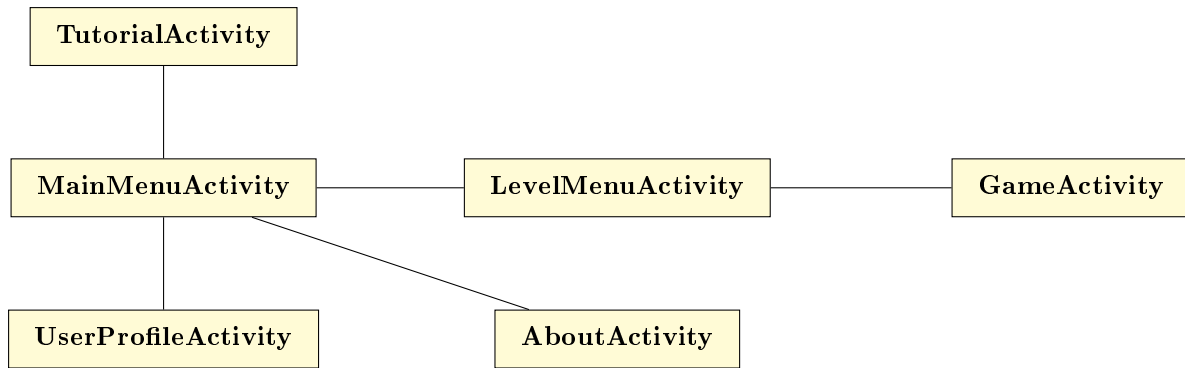 TutorialActivity
MainMenuActivity
LevelMenuActivity
GameActivity
UserProfileActivity
AboutActivity